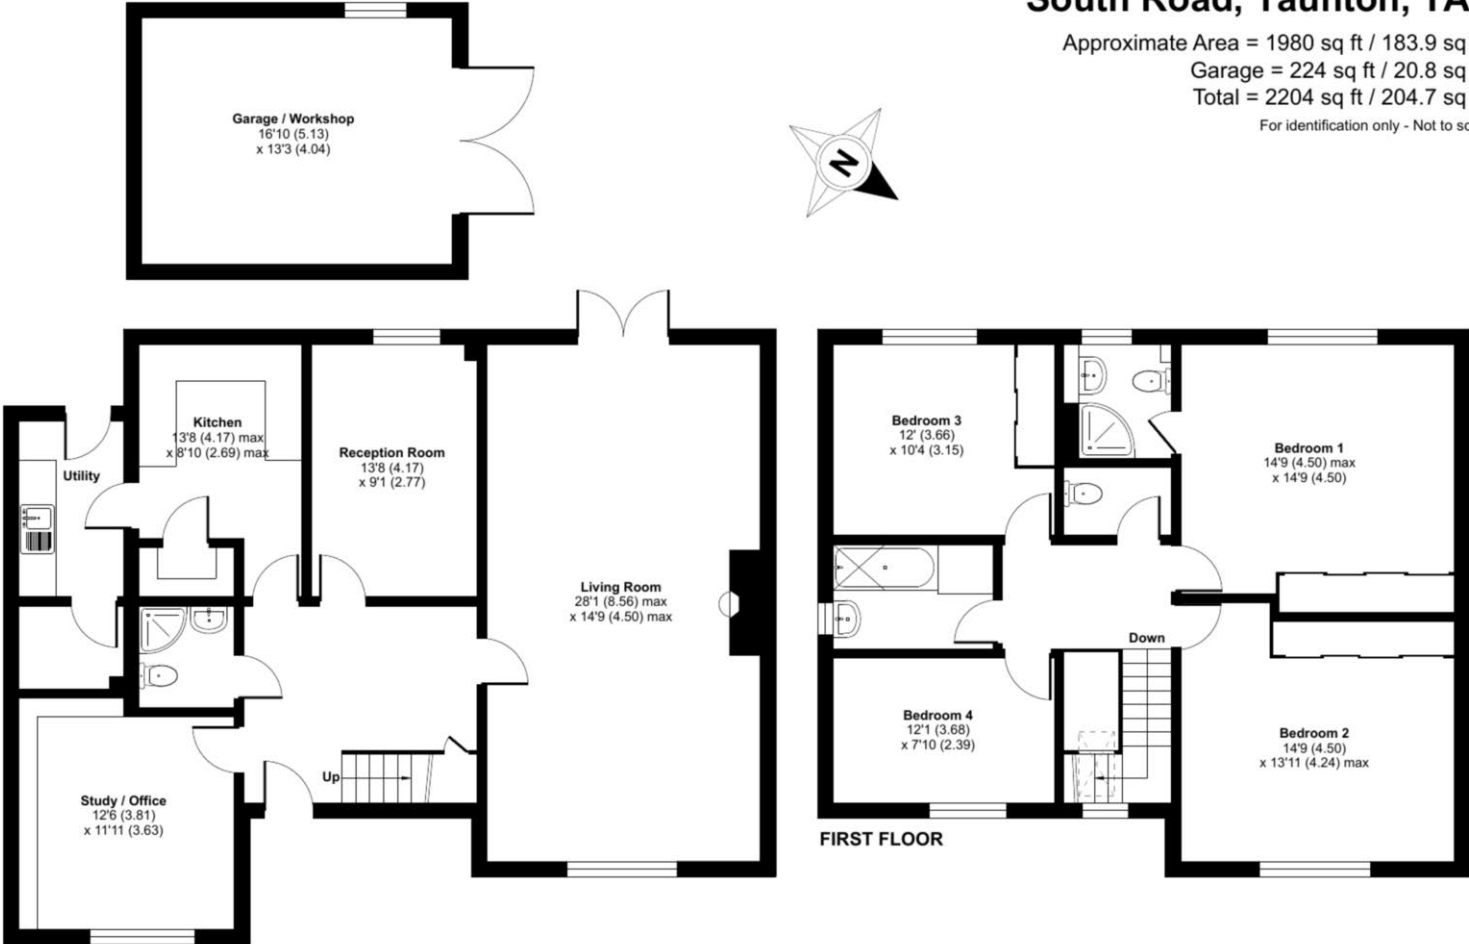 South Road, Taunton, TA
Approximate Area = 1980 sq ft / 183.9 sq
Garage = 224 sq ft / 20.8 sq
Total = 2204 sq ft / 204.7 sq
For identification only - Not to sc
Garage / Workshop
16'10 (5.13)
x 13'3 (4.04)
N
Kitchen
13'8 (4.17) max
x 8'10 (2.69) max
Utility
Reception Room
13'8 (4.17)
x 9'1 (2.77)
Living Room
28'1 (8.56) max
x 14'9 (4.50) max
Up
Study / Office
12'6 (3.81)
x 11'11 (3.63)
Bedroom 3
12' (3.66)
x 10'4 (3.15)
Bedroom 1
14'9 (4.50) max
x 14'9 (4.50)
Down
Bedroom 4
12'1 (3.68)
x 7'10 (2.39)
Bedroom 2
14'9 (4.50)
x 13'11 (4.24) max
FIRST FLOOR